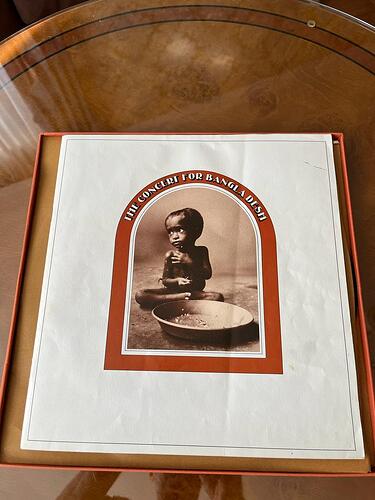 THE CONCERT FOR BANGLA DESH